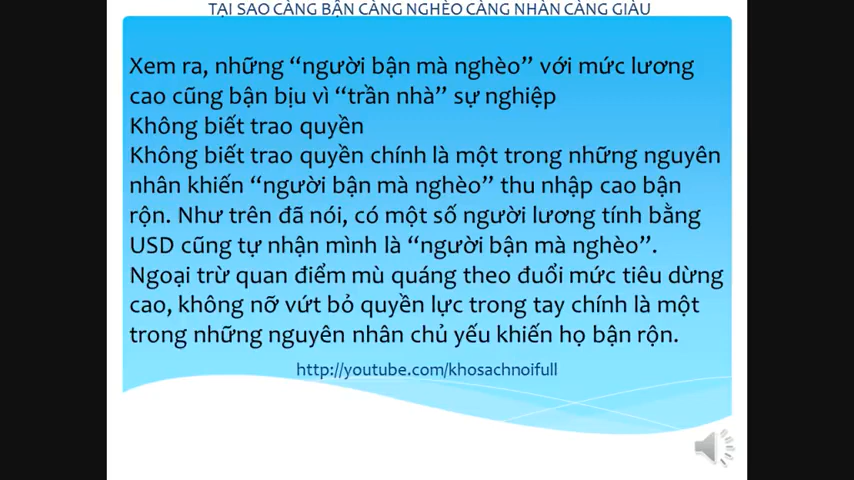 TẠI SAO CÀNG BẬN CÀNG NGHÈO CÀNG NHÀN CÀNG GIÀU
Xem ra, những “người bận mà nghèo” với mức lương
cao cũng bận bịu vì “trần nhà” sự nghiệp
Không biết trao quyền
Không biết trao quyền chính là một trong những nguyên
nhân khiến “người bận mà nghèo” thu nhập cao bận
rộn. Như trên đã nói, có một số người lương tính bằng
USD cũng tự nhận mình là “người bận mà nghèo”.
Ngoại trừ quan điểm mù quáng theo đuổi mức tiêu dừng
cao, không nỡ vứt bỏ quyền lực trong tay chính là một
trong những nguyên nhân chủ yếu khiến họ bận rộn.
http://youtube.com/khosachnoifull